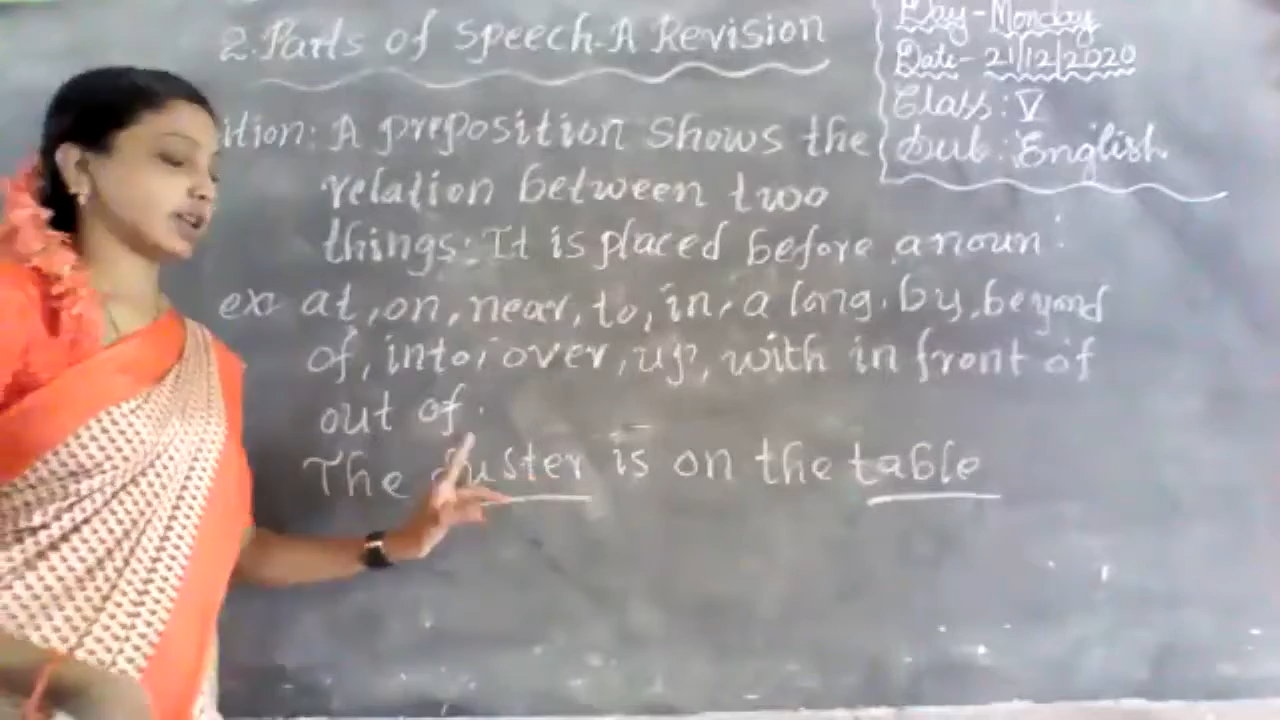 2. Parts of Speech-A Revision
Day-Monday
Date-21/12/2020
Class: V
Sub: English
ition: A preposition shows the
relation between two
things: It is placed before a noun.
ex- at, on, near, to, in, a long, by, beyond
of, into, over, up, with in front of
out of.
The duster is on the table